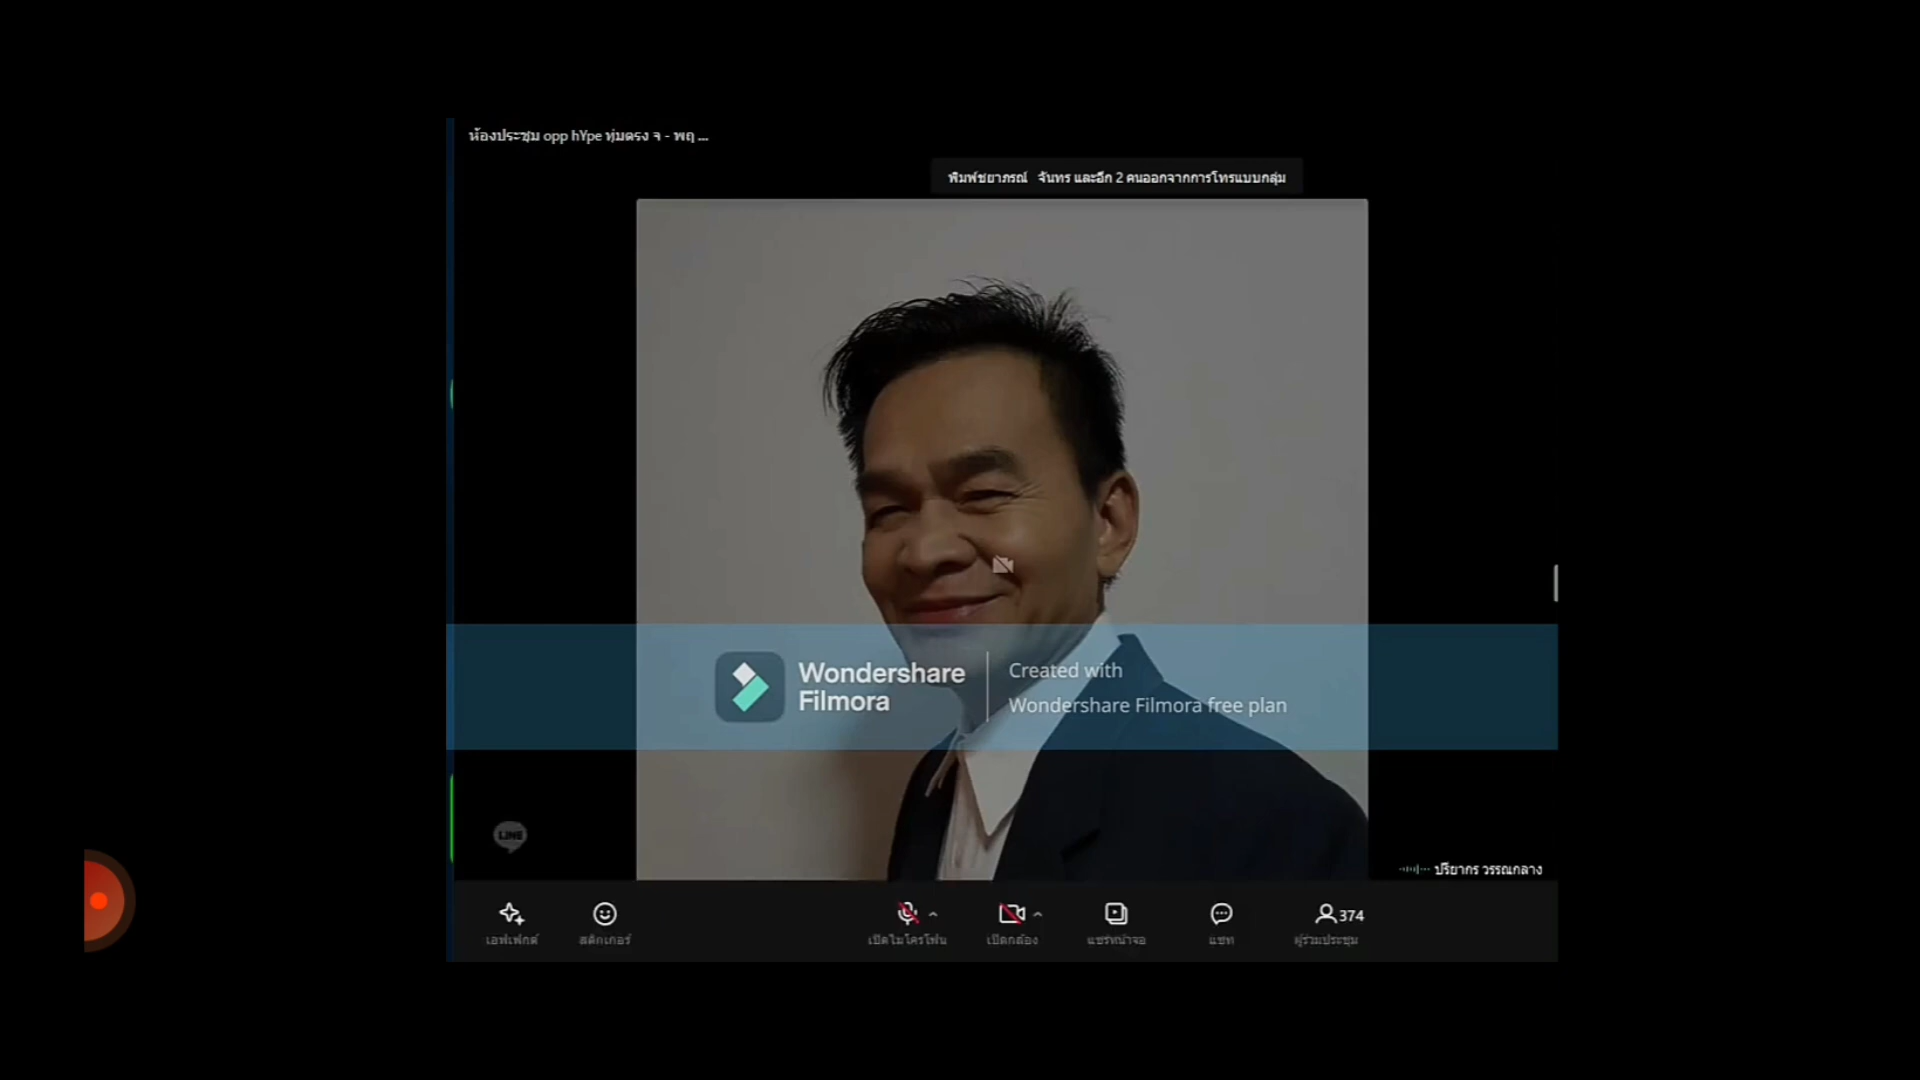 ห้องประชุม opp hYpe ทุ่มตรง จ - พฤ ...
พิมพ์ชยาภรณ์ จันทร และอีก 2 คนออกจากการโทรแบบกลุ่ม
Wondershare
Filmora
Created with
Wondershare Filmora free plan
LINE
ปรียากร วรรณกลาง
374
เอฟเฟกต์
สติกเกอร์
เปิดไมโครโฟน
เปิดกล้อง
แชร์หน้าจอ
แชท
ผู้ร่วมประชุม